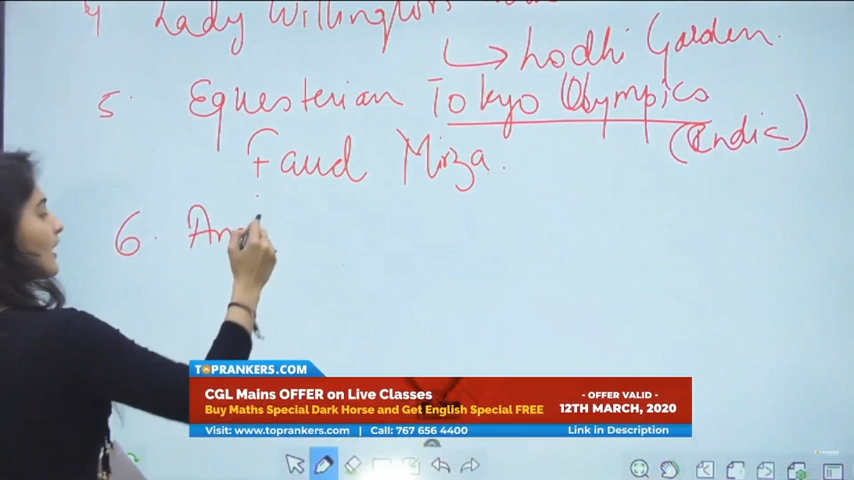 4 Lady Willington's
↳ Lodhi Garden.
5. Equesterian Tokyo Olympics
(India)
Faud Mirza.
6. An
TOPRANKERS.COM
CGL Mains OFFER on Live Classes
Buy Maths Special Dark Horse and Get English Special FREE
- OFFER VALID -
12TH MARCH, 2020
Visit: www.toprankers.com | Call: 767 656 4400
Link in Description